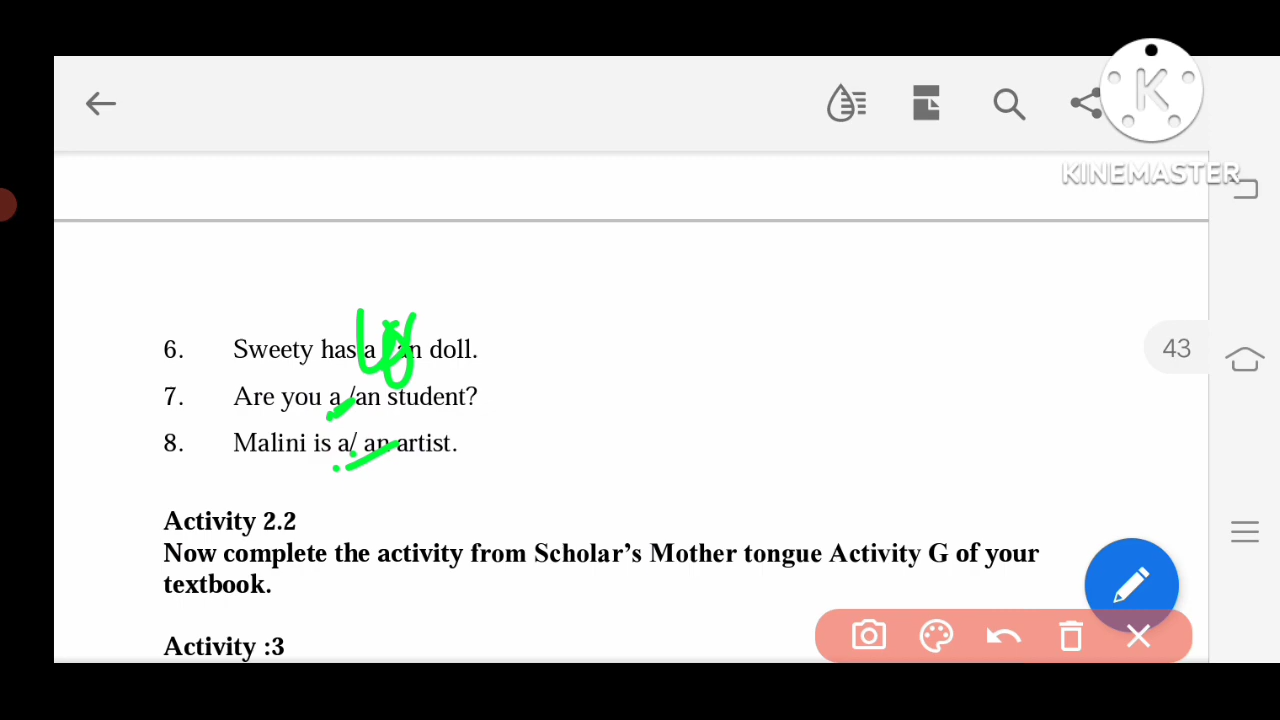 KINEMASTER
6. Sweety has a /an doll.
43
7. Are you a /an student?
8. Malini is a/ an artist.
Activity 2.2
Now complete the activity from Scholar’s Mother tongue Activity G of your
textbook.
Activity :3